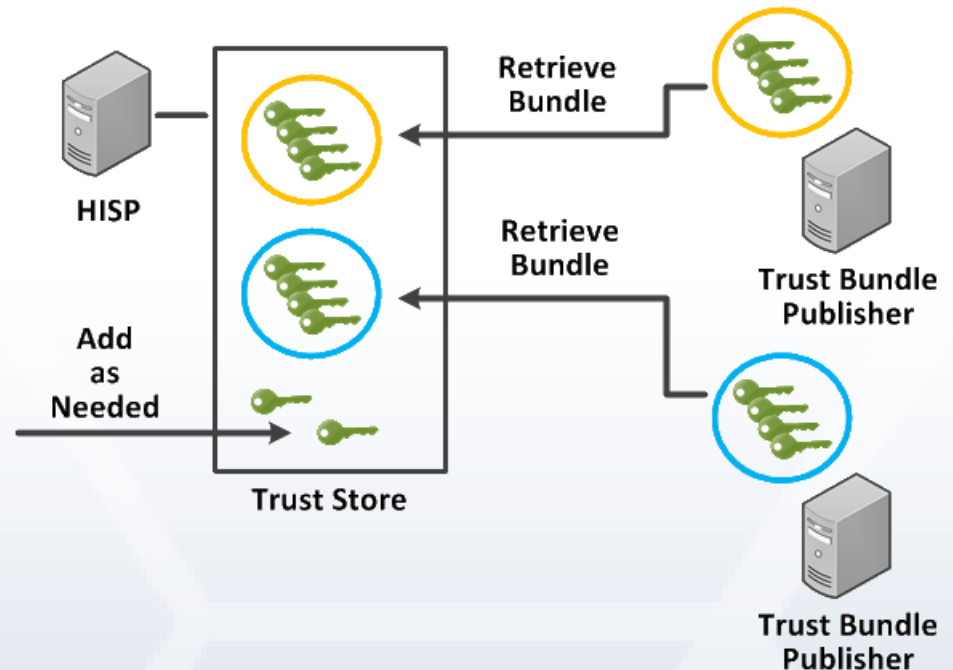 Retrieve
Bundle
HISP
Retrieve
Bundle
Trust Bundle
Publisher
Add
as
Needed
Trust Store
Trust Bundle
Publisher